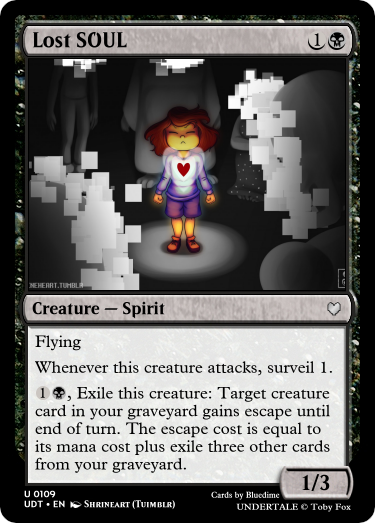 Lost SOUL 1
NEHEART.TUMBLR
Creature — Spirit
Flying
Whenever this creature attacks, surveil 1.
1, Exile this creature: Target creature
card in your graveyard gains escape until
end of turn. The escape cost is equal to
its mana cost plus exile three other cards
from your graveyard.
1/3
U 0109
Cards by Bluedime
UDT • EN SHRINEART (TUIMBLR)
UNDERTALE © Toby Fox